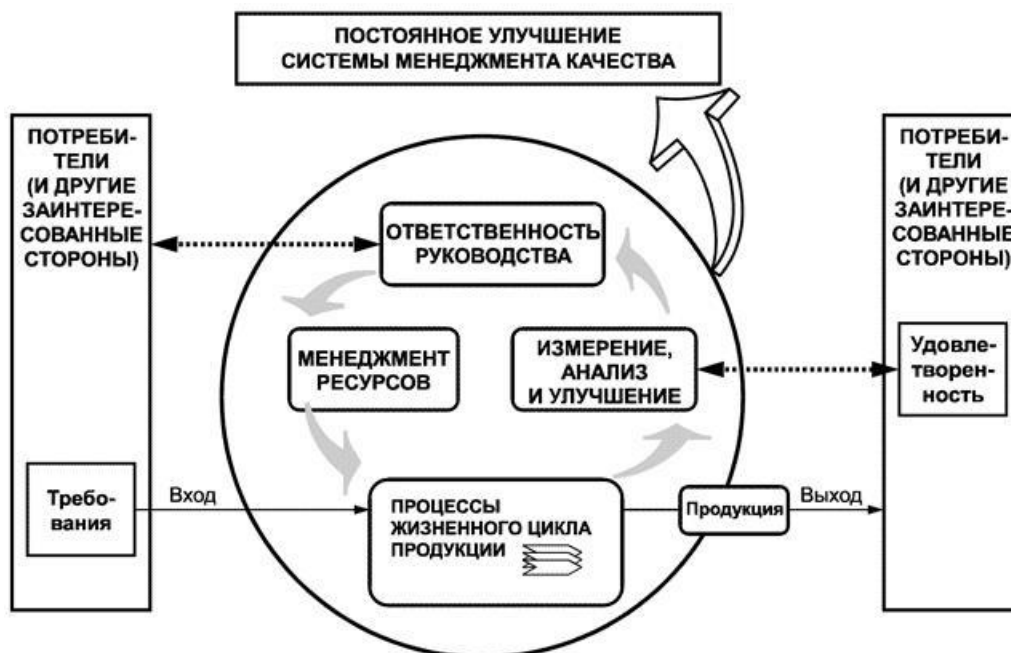 ПОСТОЯННОЕ УЛУЧШЕНИЕ
СИСТЕМЫ МЕНЕДЖМЕНТА КАЧЕСТВА
ПОТРЕБИ-
ТЕЛИ
(И ДРУГИЕ
ЗАИНТЕРЕ-
СОВАННЫЕ
СТОРОНЫ)
Требо-
вания
Вход
ОТВЕТСТВЕННОСТЬ
РУКОВОДСТВА
МЕНЕДЖМЕНТ
РЕСУРСОВ
ИЗМЕРЕНИЕ,
АНАЛИЗ
И УЛУЧШЕНИЕ
ПРОЦЕССЫ
ЖИЗНЕННОГО ЦИКЛА
ПРОДУКЦИИ
Продукция
Выход
ПОТРЕБИ-
ТЕЛИ
(И ДРУГИЕ
ЗАИНТЕРЕ-
СОВАННЫЕ
СТОРОНЫ)
Удовле-
творен-
ность